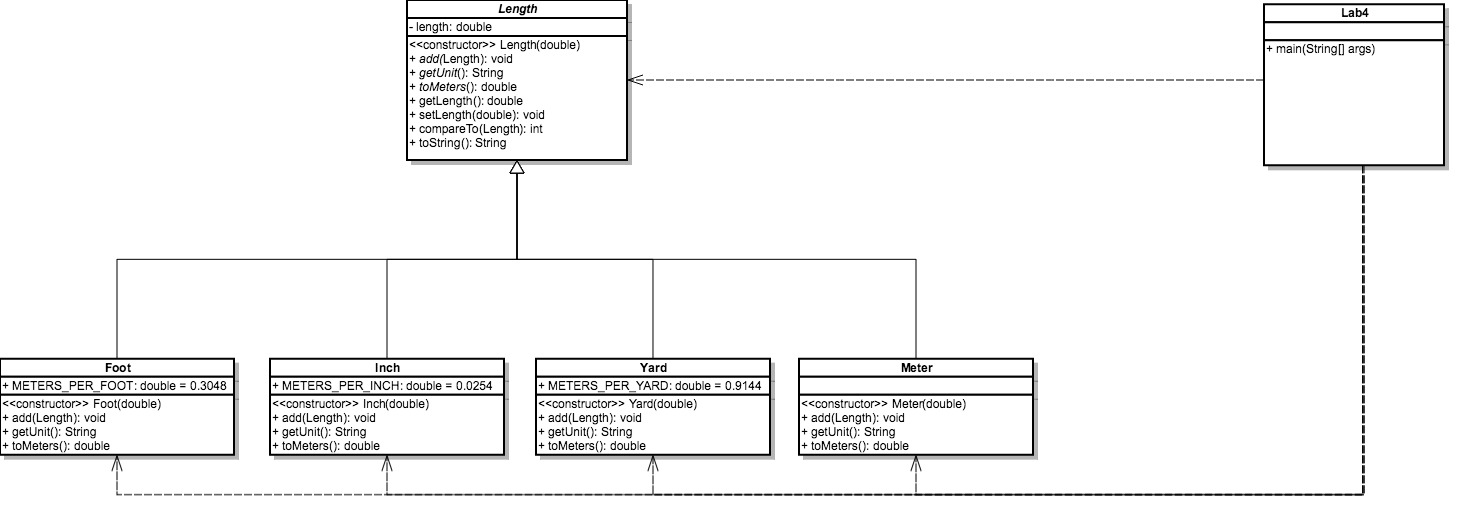 Length
- length: double
<<constructor>> Length(double)
+ add(Length): void
+ getUnit(): String
+ toMeters(): double
+ getLength(): double
+ setLength(double): void
+ compareTo(Length): int
+ toString(): String
Lab4
+ main(String[] args)
Foot
+ METERS_PER_FOOT: double = 0.3048
<<constructor>> Foot(double)
+ add(Length): void
+ getUnit(): String
+ toMeters(): double
Inch
+ METERS_PER_INCH: double = 0.0254
<<constructor>> Inch(double)
+ add(Length): void
+ getUnit(): String
+ toMeters(): double
Yard
+ METERS_PER_YARD: double = 0.9144
<<constructor>> Yard(double)
+ add(Length): void
+ getUnit(): String
+ toMeters(): double
Meter
<<constructor>> Meter(double)
+ add(Length): void
+ getUnit(): String
+ toMeters(): double